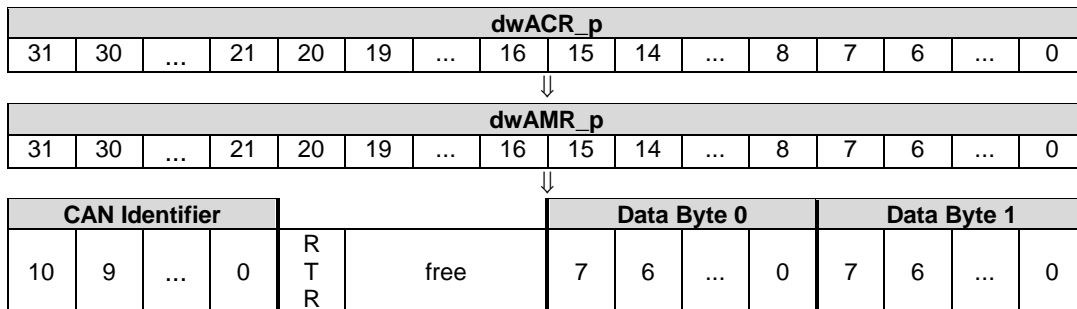 dwACR_p
31 30 ... 21 20 19 ... 16 15 14 ... 8 7 6 ... 0
⇓
dwAMR_p
31 30 ... 21 20 19 ... 16 15 14 ... 8 7 6 ... 0
⇓
CAN Identifier Data Byte 0 Data Byte 1
10 9 ... 0 R T R free 7 6 ... 0 7 6 ... 0